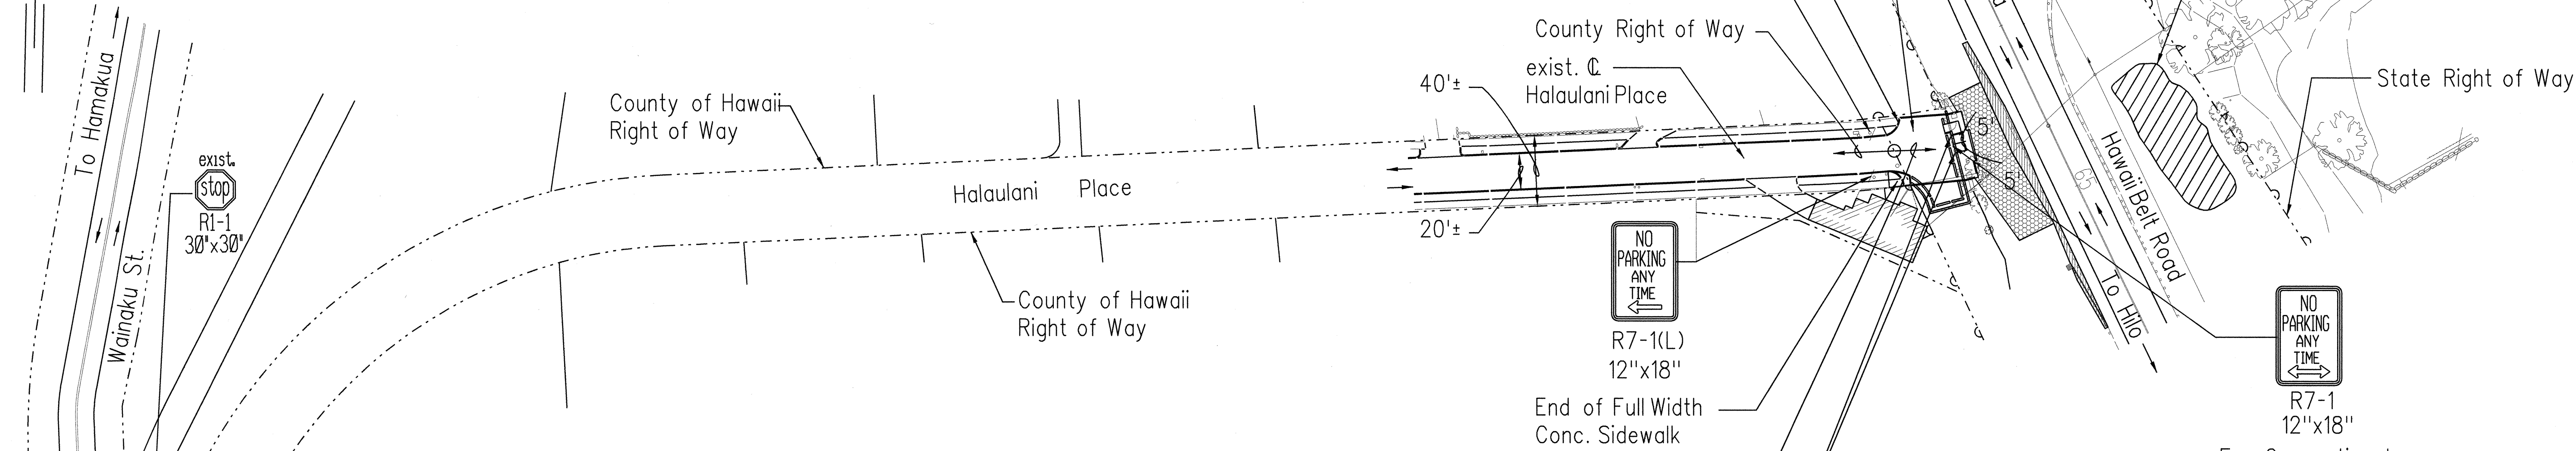 To Hamakua
exist.
stop
R1-1
30"x30"
Wainaku St.
County of Hawaii
Right of Way
Halaulani Place
County of Hawaii
Right of Way
County Right of Way
exist. ℄
Halaulani Place
40'±
20'±
NO
PARKING
ANY
TIME
R7-1(L)
12"x18"
End of Full Width
Conc. Sidewalk
5'
5'
65
Hawaii Belt Road
To Hilo
State Right of Way
NO
PARKING
ANY
TIME
R7-1
12"x18"